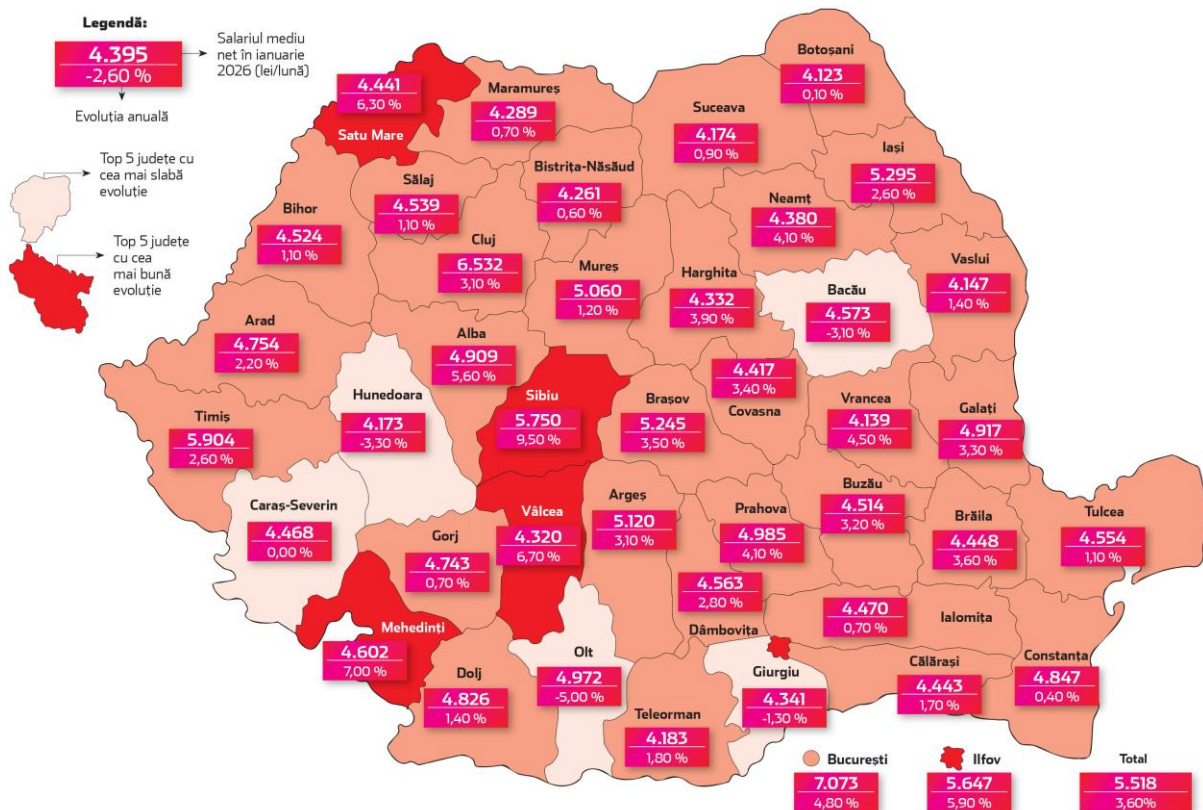 Legendă:
4.395
-2,60 %
Salariul mediu
net în ianuarie
2026 (lei/lună)
Evoluția anuală
Top 5 județe cu
cea mai slabă
evoluție
Top 5 județe
cu cea
mai bună
evoluție
Botoșani
4.123
0,10 %
4.441
6,30 %
Satu Mare
Maramureș
4.289
0,70 %
Suceava
4.174
0,90 %
Iași
5.295
2,60 %
Bistrița-Năsăud
4.261
0,60 %
Sălaj
4.539
1,10 %
Neamț
4.380
4,10 %
Bihor
4.524
1,10 %
Cluj
6.532
3,10 %
Mureș
5.060
1,20 %
Harghita
4.332
3,90 %
Bacău
4.573
-3,10 %
Vaslui
4.147
1,40 %
Arad
4.754
2,20 %
Alba
4.909
5,60 %
Hunedoara
4.173
-3,30 %
Sibiu
5.750
9,50 %
Brașov
5.245
3,50 %
4.417
3,40 %
Covasna
Vrancea
4.139
4,50 %
Galați
4.917
3,30 %
Timiș
5.904
2,60 %
Caraș-Severin
4.468
0,00 %
Gorj
4.743
0,70 %
Vâlcea
4.320
6,70 %
Argeș
5.120
3,10 %
Prahova
4.985
4,10 %
Buzău
4.514
3,20 %
Brăila
4.448
3,60 %
Tulcea
4.554
1,10 %
4.563
2,80 %
Dâmbovița
4.470
0,70 %
Ialomița
Mehedinți
4.602
7,00 %
Dolj
4.826
1,40 %
Olt
4.972
-5,00 %
Teleorman
4.183
1,80 %
Giurgiu
4.341
-1,30 %
Călărași
4.443
1,70 %
Constanța
4.847
0,40 %
București
7.073
4,80 %
Ilfov
5.647
5,90 %
Total
5.518
3,60%